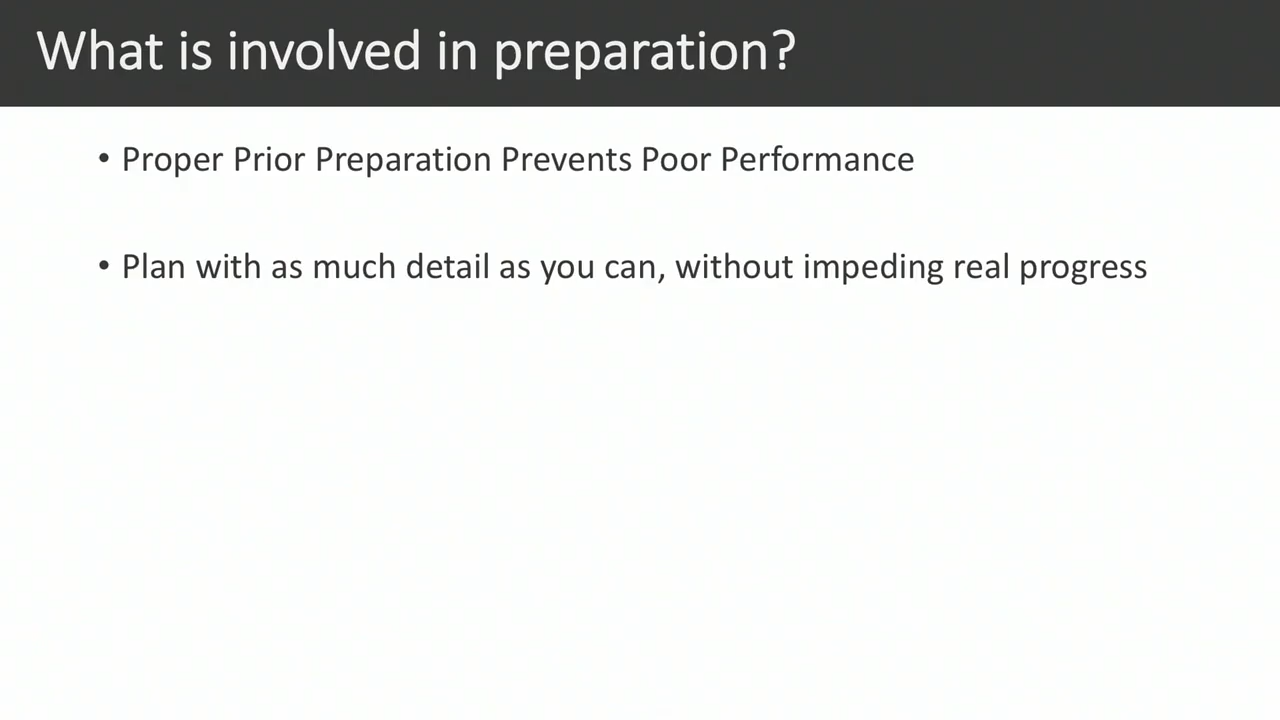 What is involved in preparation?
• Proper Prior Preparation Prevents Poor Performance
• Plan with as much detail as you can, without impeding real progress